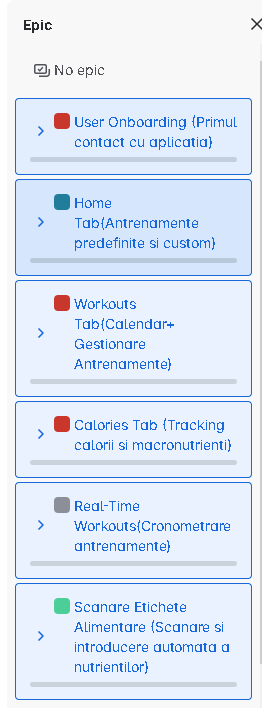 Epic
No epic
User Onboarding (Primul
contact cu aplicatia)
Home
Tab(Antrenamente
predefinite si custom)
Workouts
Tab(Calendar+
Gestionare
Antrenamente)
Calories Tab (Tracking
calorii si macronutrienti)
Real-Time
Workouts(Cronometrare
antrenamente)
Scanare Etichete
Alimentare (Scanare si
introducere automata a
nutrientilor)